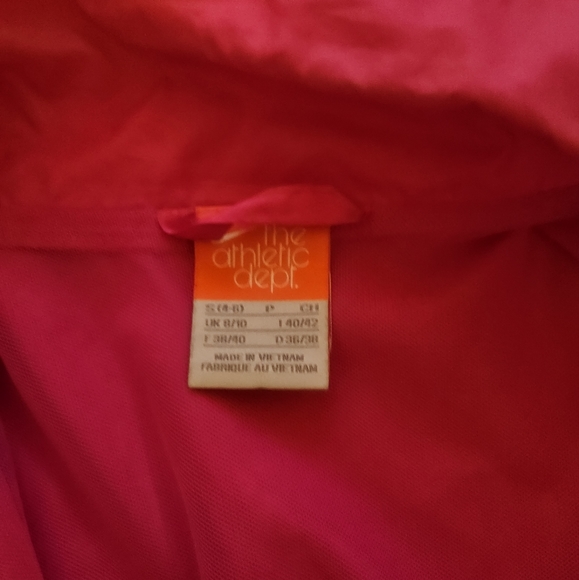 The
athletic
dept.
S (4-6) P CH
UK 8/10 I 40/42
F 38/40 D 36/38
MADE IN VIETNAM
FABRIQUE AU VIETNAM